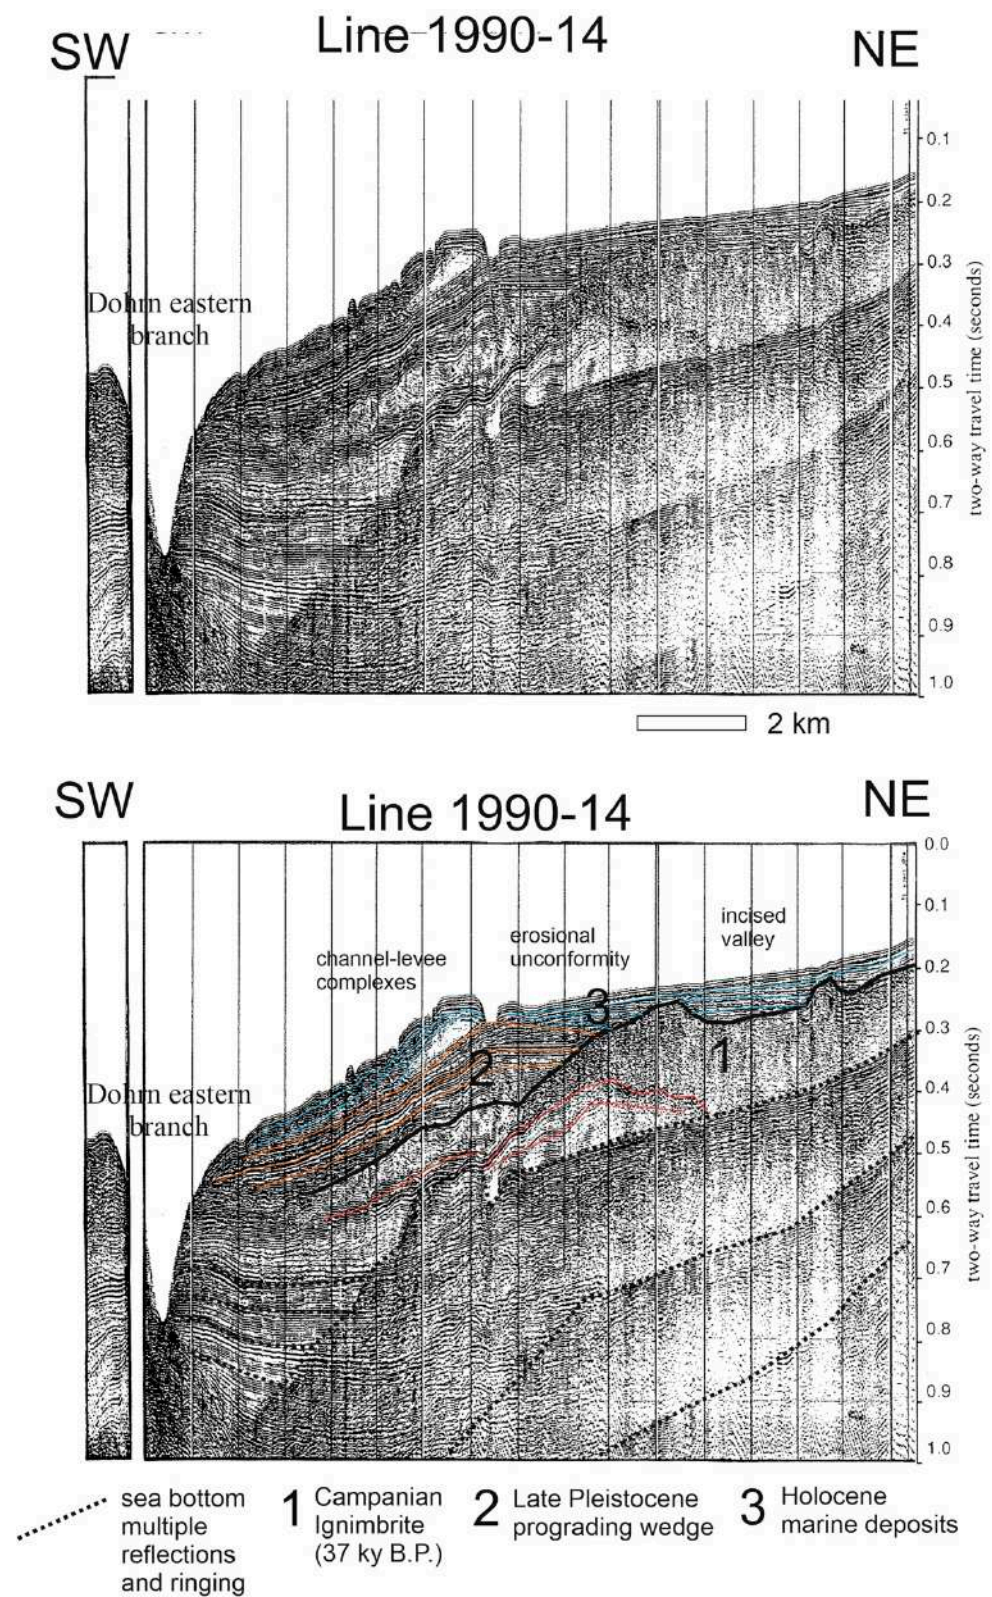 SW
Line 1990-14
NE
0.1
0.2
0.3
0.4
0.5
0.6
0.7
0.8
0.9
1.0
two-way travel time (seconds)
Dohrn eastern
branch
2 km
SW
Line 1990-14
NE
0.0
0.1
0.2
0.3
0.4
0.5
0.6
0.7
0.8
0.9
1.0
two-way travel time (seconds)
channel-levee
complexes
erosional
unconformity
incised
valley
3
2
1
Dohrn eastern
branch
sea bottom
multiple
reflections
and ringing
1 Campanian
Ignimbrite
(37 ky B.P.)
2 Late Pleistocene
prograding wedge
3 Holocene
marine deposits